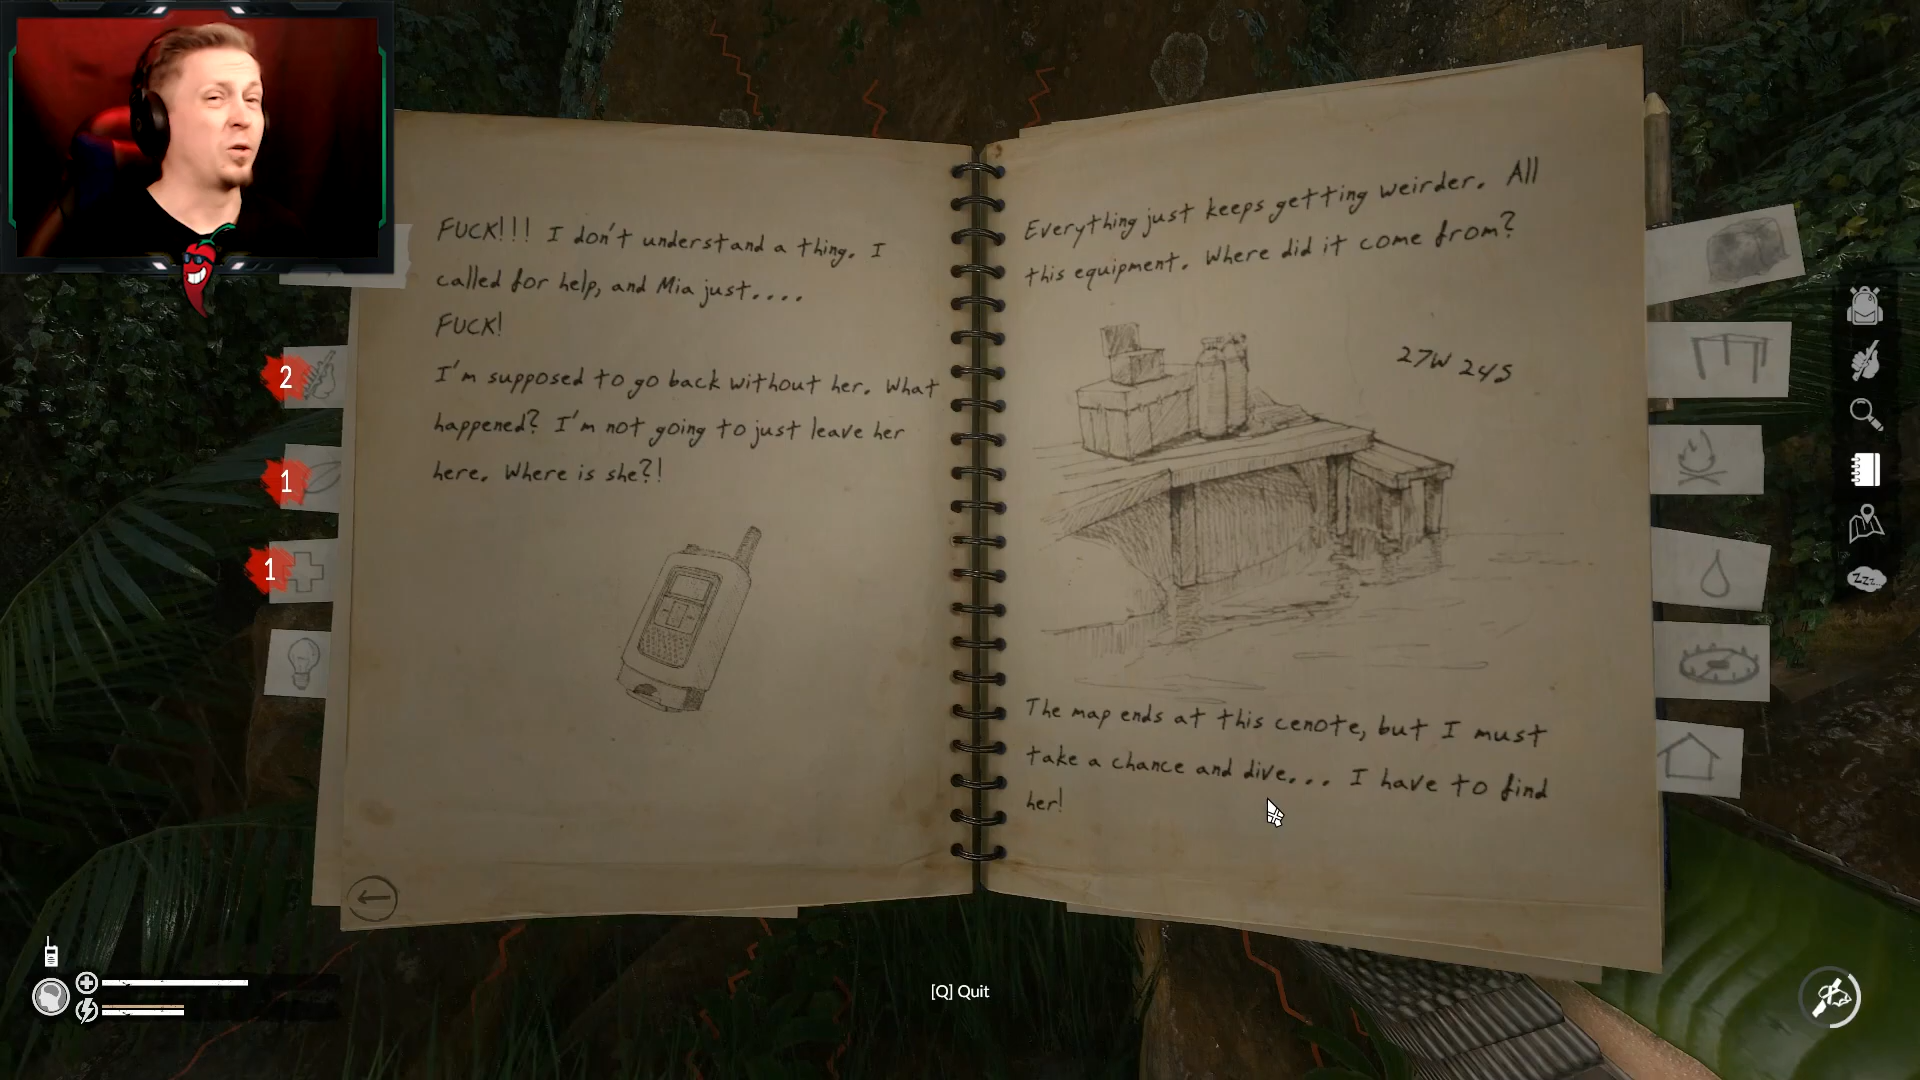 FUCK!!! I don't understand a thing. I
called for help, and Mia just....
FUCK!
I'm supposed to go back without her. What
happened? I'm not going to just leave her
here. Where is she?!
Everything just keeps getting weirder. All
this equipment. Where did it come from?
27W 24S
The map ends at this cenote, but I must
take a chance and dive... I have to find
her!
2
1
1
ZZZ
[Q] Quit